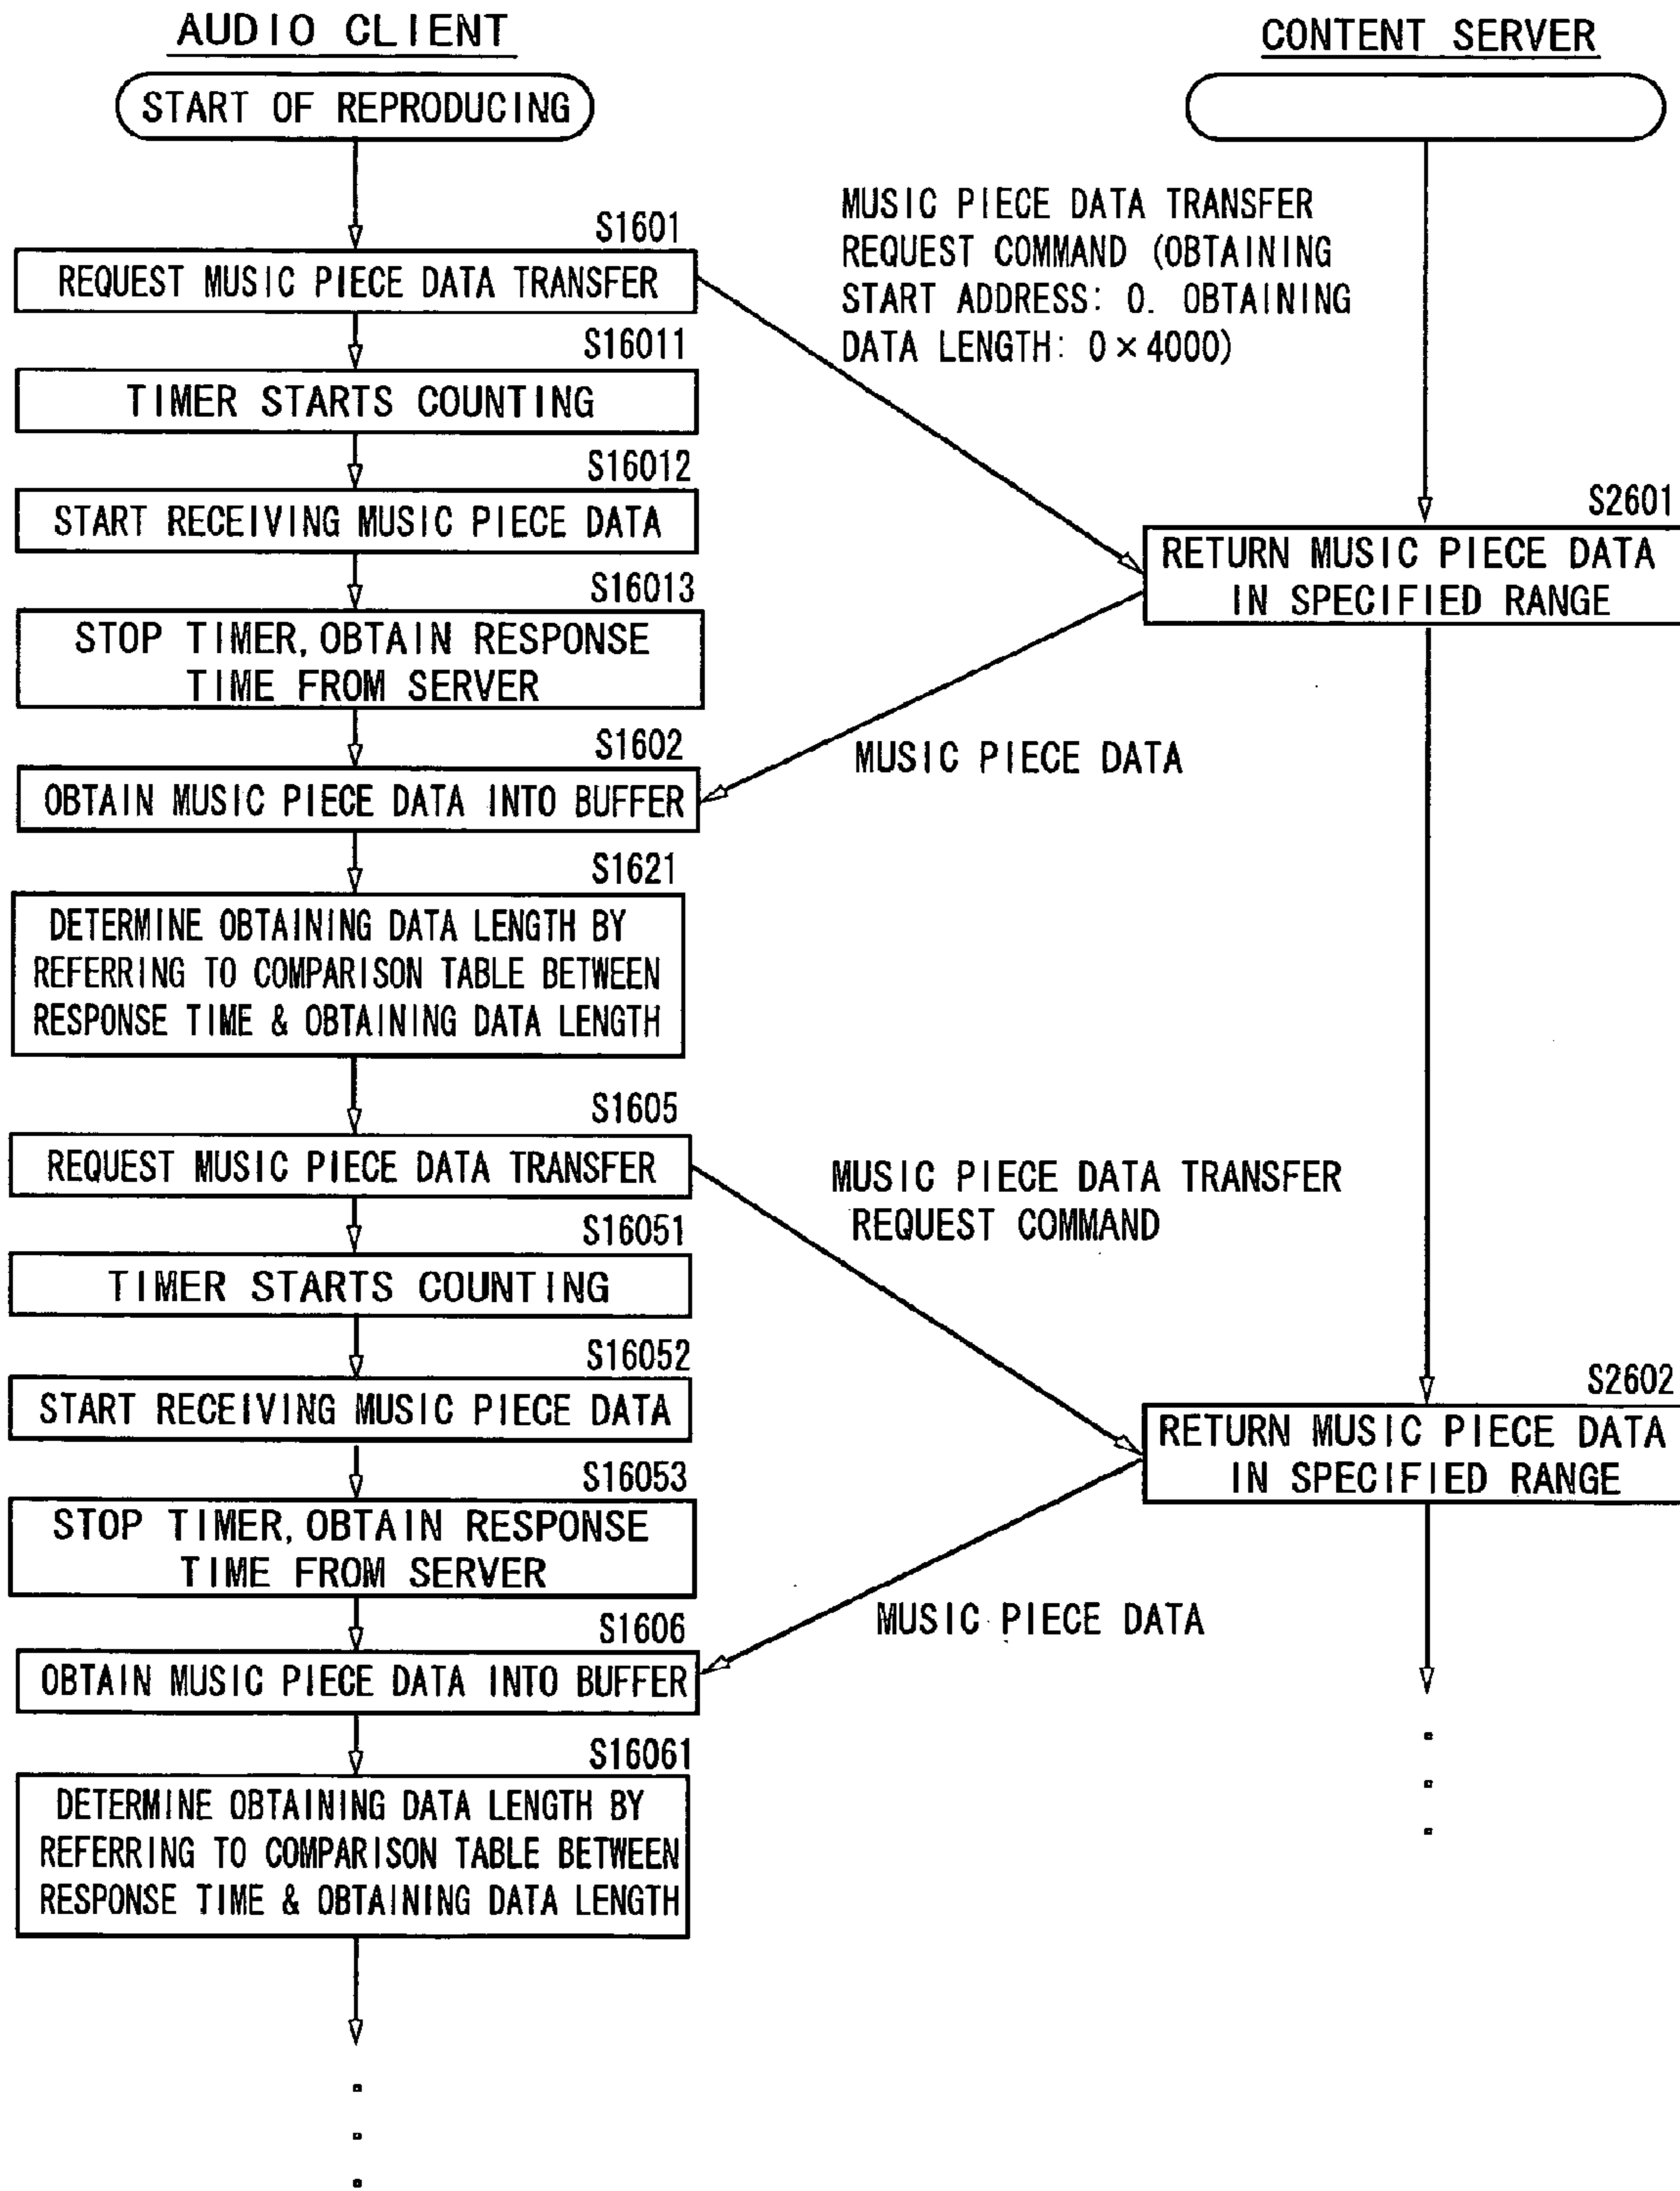 AUDIO CLIENT
START OF REPRODUCING
S1601
REQUEST MUSIC PIECE DATA TRANSFER
S16011
TIMER STARTS COUNTING
S16012
START RECEIVING MUSIC PIECE DATA
S16013
STOP TIMER, OBTAIN RESPONSE
TIME FROM SERVER
S1602
OBTAIN MUSIC PIECE DATA INTO BUFFER
S1621
DETERMINE OBTAINING DATA LENGTH BY
REFERRING TO COMPARISON TABLE BETWEEN
RESPONSE TIME & OBTAINING DATA LENGTH
S1605
REQUEST MUSIC PIECE DATA TRANSFER
S16051
TIMER STARTS COUNTING
S16052
START RECEIVING MUSIC PIECE DATA
S16053
STOP TIMER, OBTAIN RESPONSE
TIME FROM SERVER
S1606
OBTAIN MUSIC PIECE DATA INTO BUFFER
S16061
DETERMINE OBTAINING DATA LENGTH BY
REFERRING TO COMPARISON TABLE BETWEEN
RESPONSE TIME & OBTAINING DATA LENGTH
MUSIC PIECE DATA TRANSFER
REQUEST COMMAND (OBTAINING
START ADDRESS: 0. OBTAINING
DATA LENGTH: 0×4000)
MUSIC PIECE DATA
MUSIC PIECE DATA TRANSFER
REQUEST COMMAND
MUSIC PIECE DATA
CONTENT SERVER
S2601
RETURN MUSIC PIECE DATA
IN SPECIFIED RANGE
S2602
RETURN MUSIC PIECE DATA
IN SPECIFIED RANGE